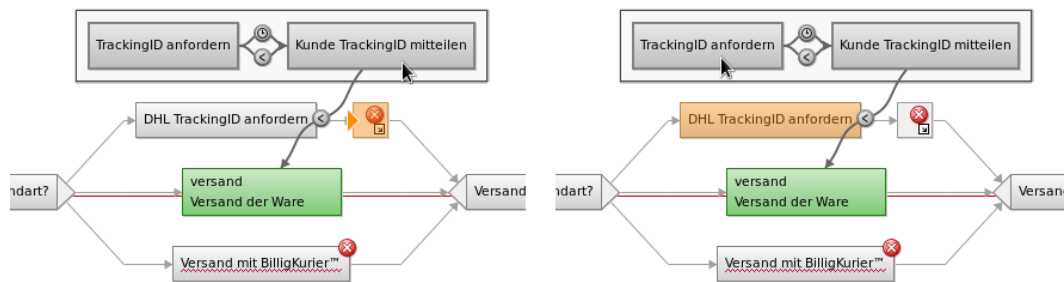 TrackingID anfordern
Kunde TrackingID mitteilen
DHL TrackingID anfordern
ndart?
versand
Versand der Ware
Versand
Versand mit BilligKurier™
TrackingID anfordern
Kunde TrackingID mitteilen
DHL TrackingID anfordern
ndart?
versand
Versand der Ware
Versan
Versand mit BilligKurier™